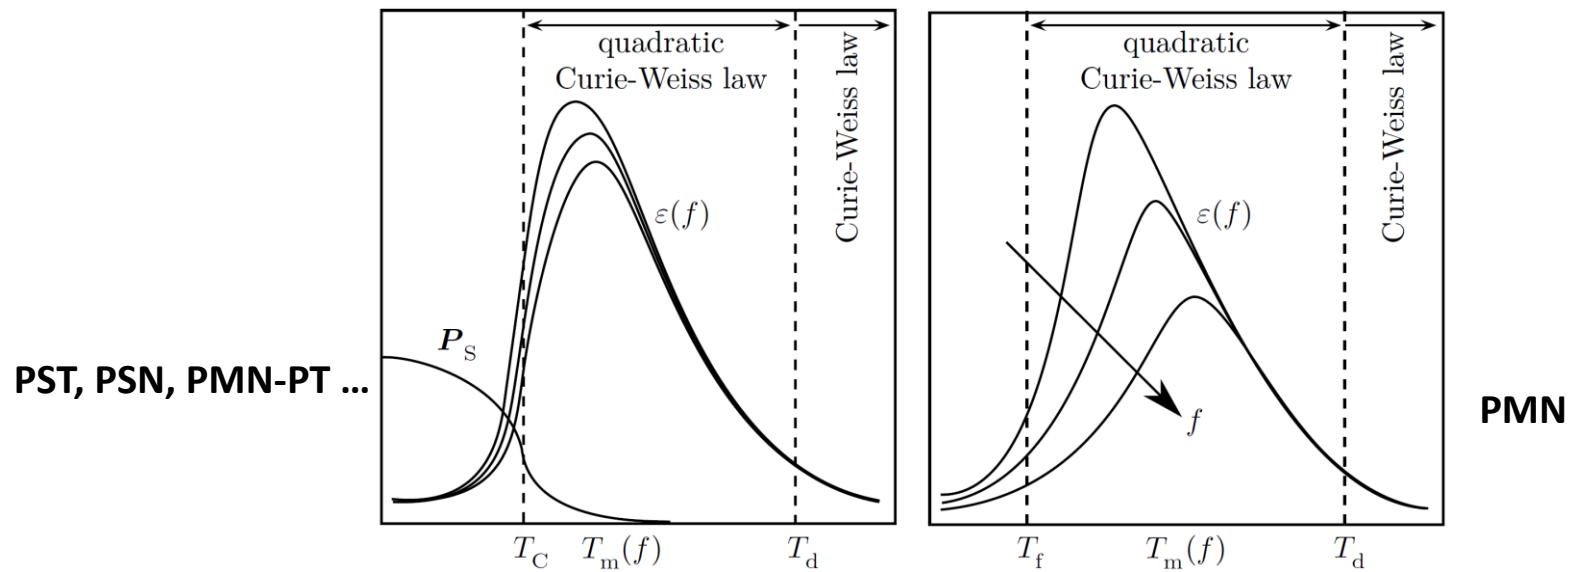 PST, PSN, PMN-PT ...
quadratic
Curie-Weiss law
Curie-Weiss law
ε(f)
P_S
T_C
T_m(f)
T_d
quadratic
Curie-Weiss law
Curie-Weiss law
ε(f)
f
T_f
T_m(f)
T_d
PMN